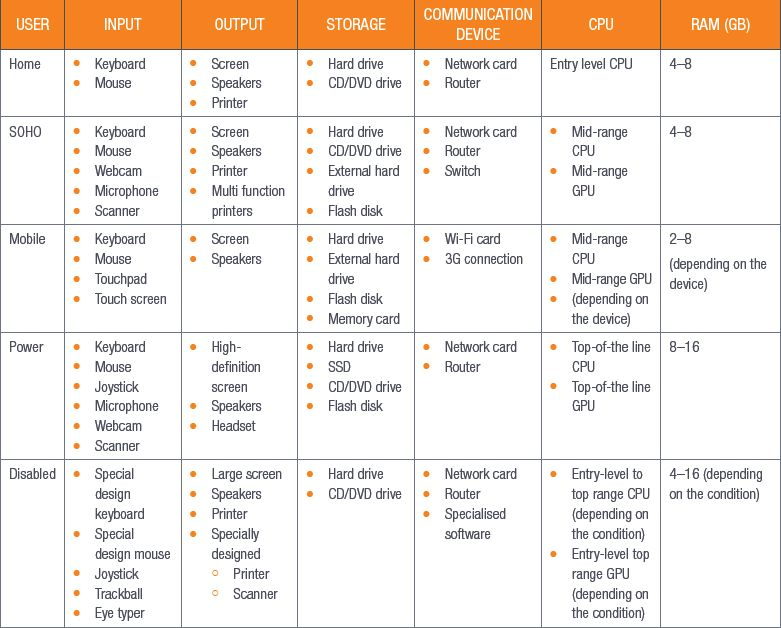 USER
INPUT
OUTPUT
STORAGE
COMMUNICATION
DEVICE
CPU
RAM (GB)
Home
Keyboard
Mouse
Screen
Speakers
Printer
Hard drive
CD/DVD drive
Network card
Router
Entry level CPU
4–8
SOHO
Keyboard
Mouse
Webcam
Microphone
Scanner
Screen
Speakers
Printer
Multi function
printers
Hard drive
CD/DVD drive
External hard
drive
Flash disk
Network card
Router
Switch
Mid-range
CPU
Mid-range
GPU
4–8
Mobile
Keyboard
Mouse
Touchpad
Touch screen
Screen
Speakers
Hard drive
External hard
drive
Flash disk
Memory card
Wi-Fi card
3G connection
Mid-range
CPU
Mid-range GPU
(depending on
the device)
2–8
(depending on the
device)
Power
Keyboard
Mouse
Joystick
Microphone
Webcam
Scanner
High-
definition
screen
Speakers
Headset
Hard drive
SSD
CD/DVD drive
Flash disk
Network card
Router
Top-of-the line
CPU
Top-of-the line
GPU
8–16
Disabled
Special
design
keyboard
Special
design mouse
Joystick
Trackball
Eye typer
Large screen
Speakers
Printer
Specially
designed
Printer
Scanner
Hard drive
CD/DVD drive
Network card
Router
Specialised
software
Entry-level to
top range CPU
(depending on
the condition)
Entry-level top
range GPU
(depending on
the condition)
4–16 (depending
on the condition)